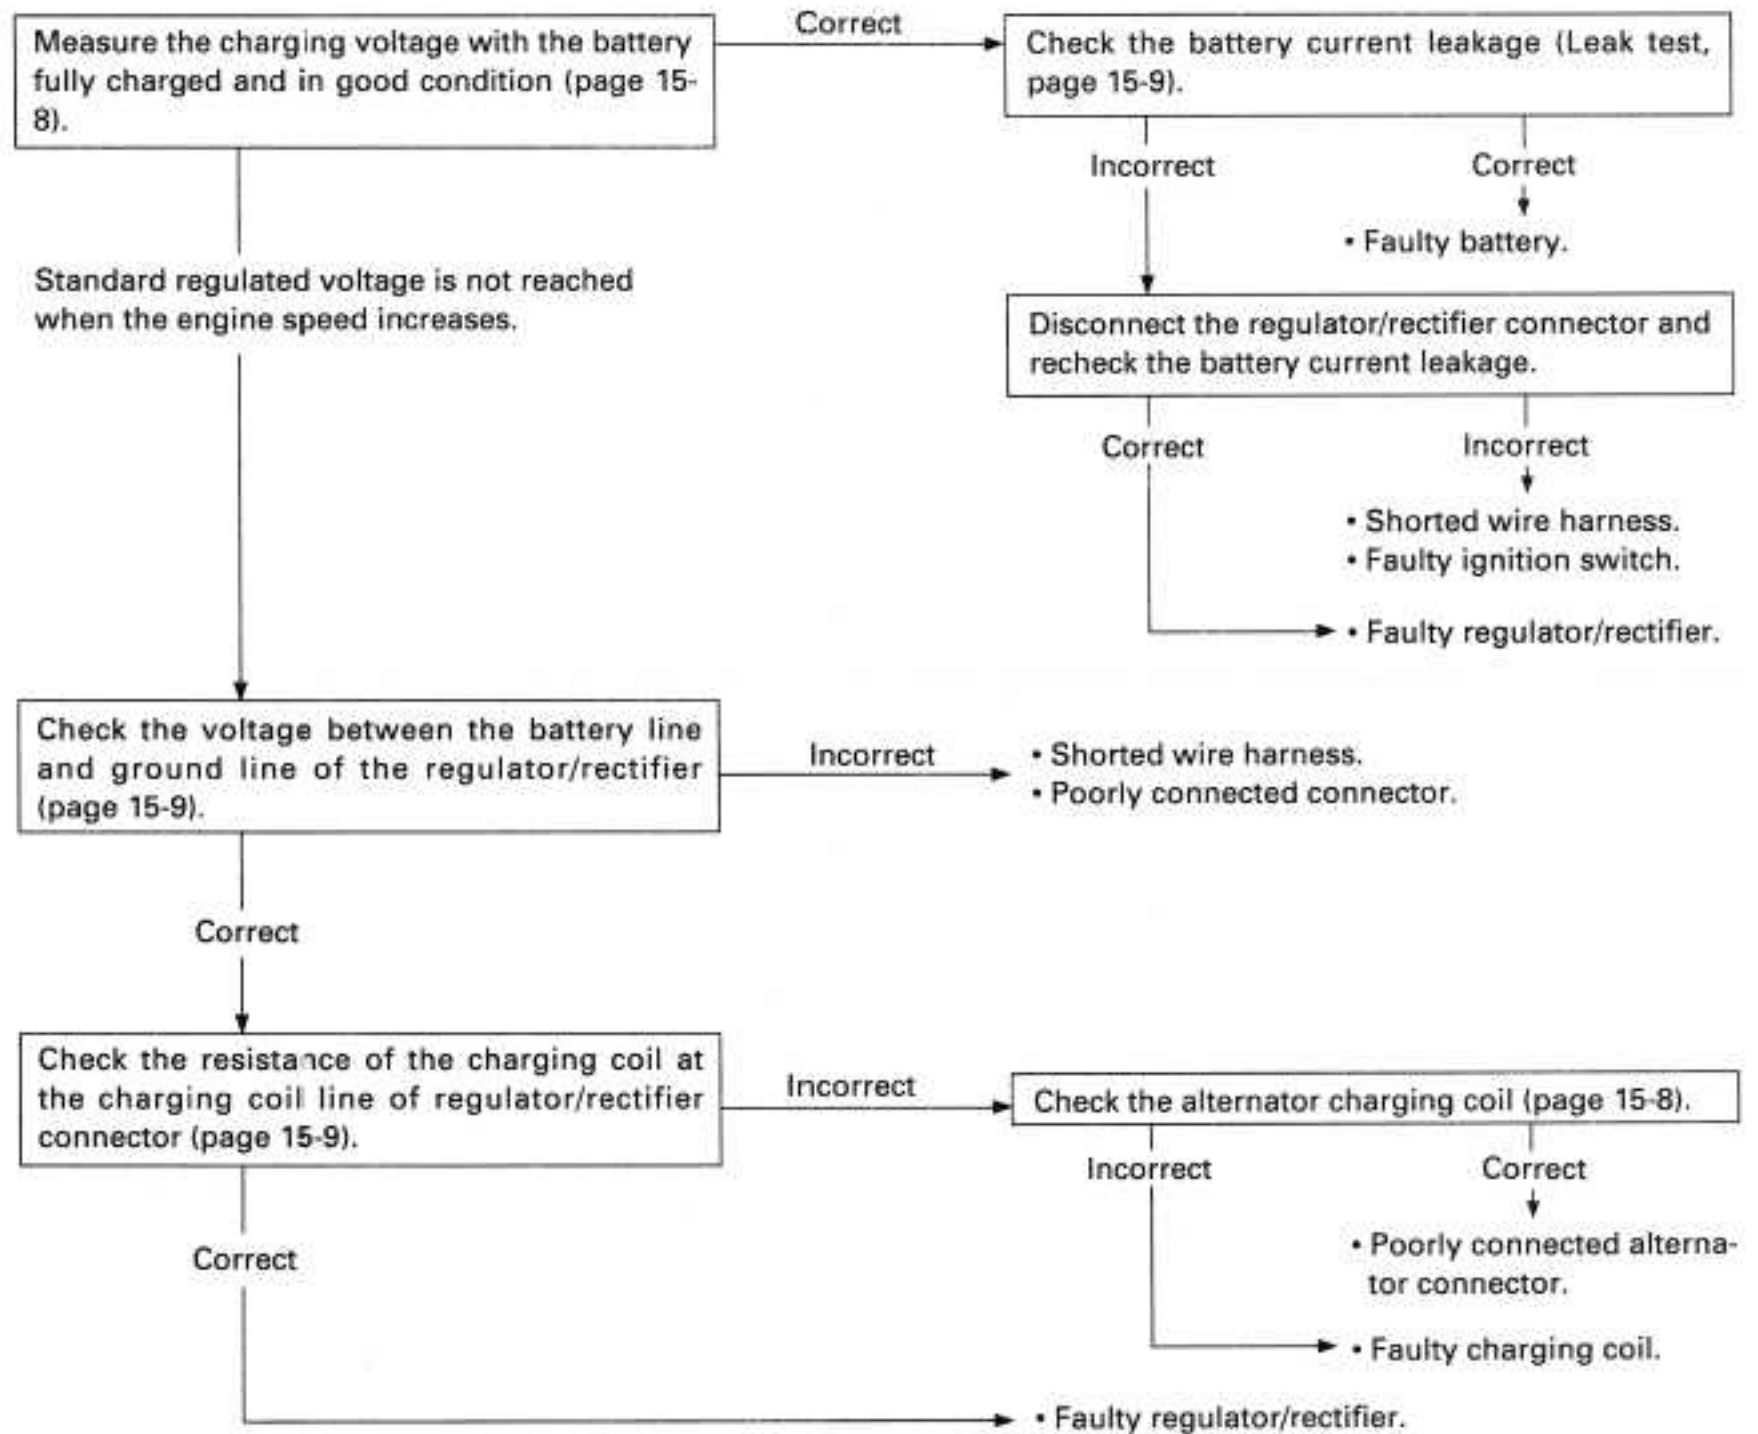 Measure the charging voltage with the battery
fully charged and in good condition (page 15-
8).
Correct
Check the battery current leakage (Leak test,
page 15-9).
Incorrect
Correct
• Faulty battery.
Standard regulated voltage is not reached
when the engine speed increases.
Disconnect the regulator/rectifier connector and
recheck the battery current leakage.
Correct
Incorrect
• Shorted wire harness.
• Faulty ignition switch.
• Faulty regulator/rectifier.
Check the voltage between the battery line
and ground line of the regulator/rectifier
(page 15-9).
Incorrect
• Shorted wire harness.
• Poorly connected connector.
Correct
Check the resistance of the charging coil at
the charging coil line of regulator/rectifier
connector (page 15-9).
Incorrect
Check the alternator charging coil (page 15-8).
Incorrect
Correct
• Poorly connected alterna-
tor connector.
Correct
• Faulty charging coil.
• Faulty regulator/rectifier.